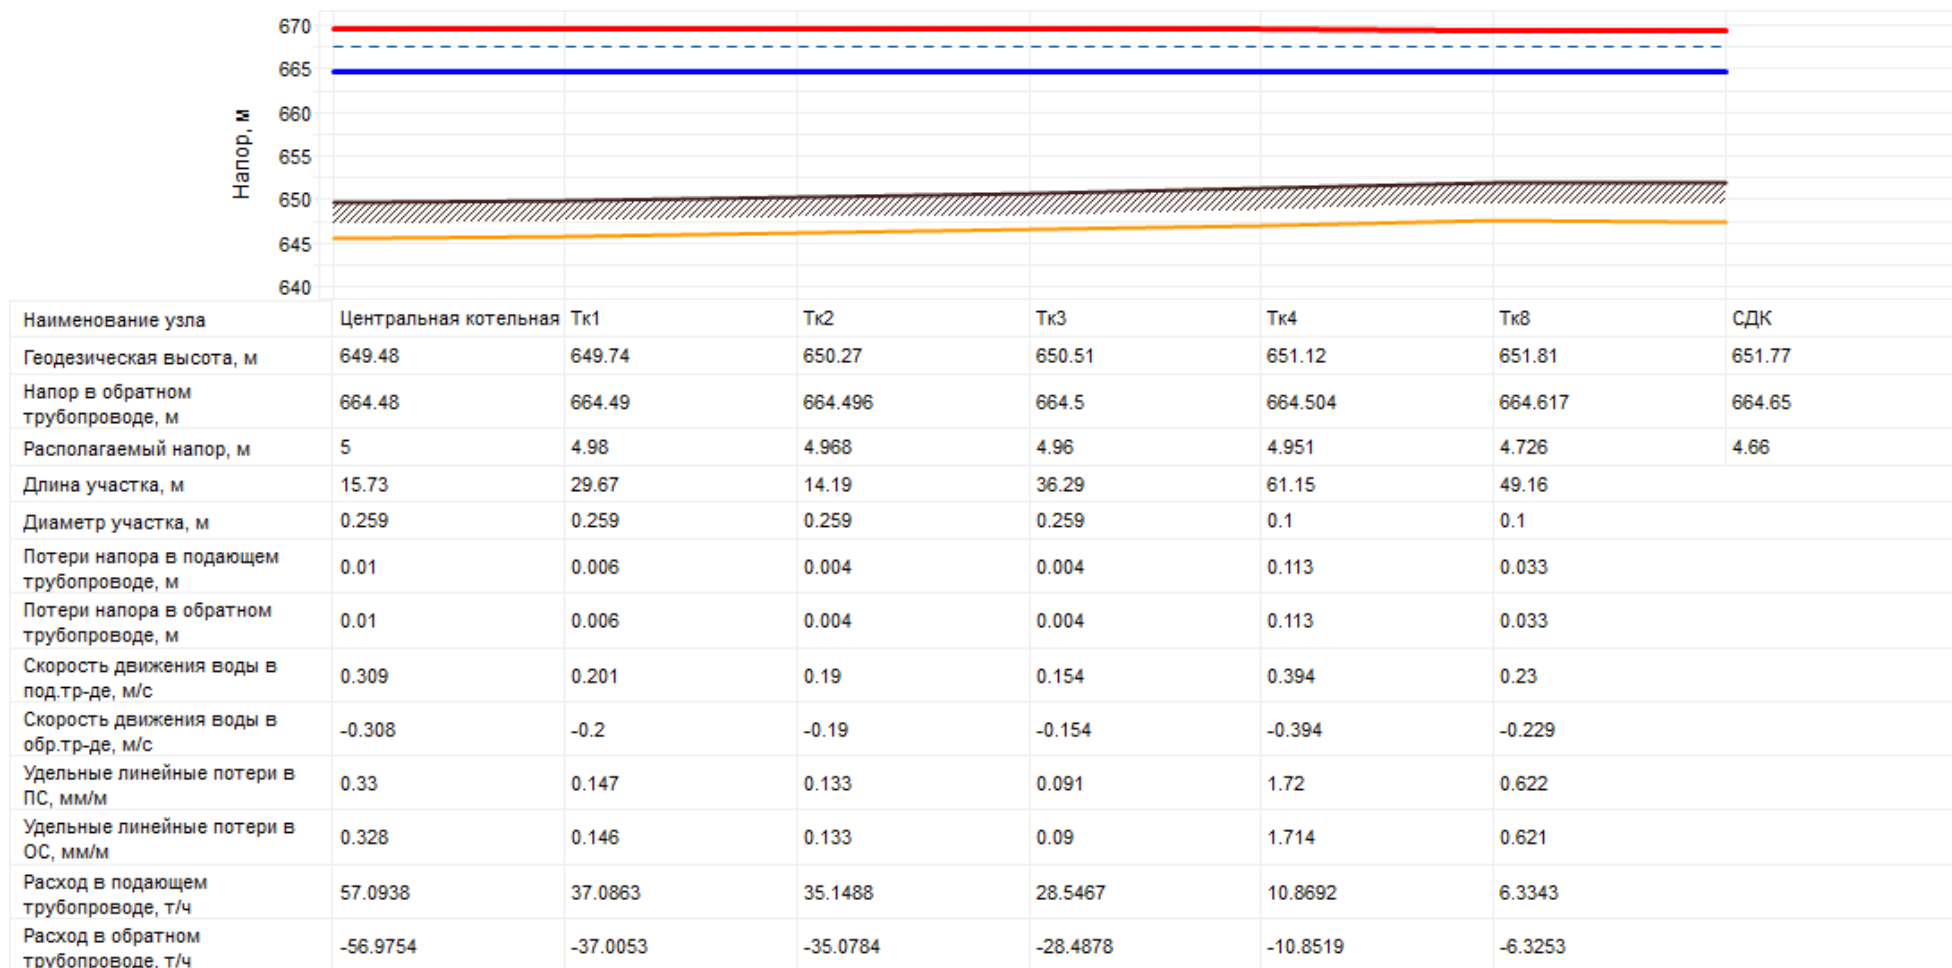 670
665
660
655
650
645
640
Напор, м
Наименование узла Центральная котельная Тк1 Тк2 Тк3 Тк4 Тк8 СДК
Геодезическая высота, м 649.48 649.74 650.27 650.51 651.12 651.81 651.77
Напор в обратном
трубопроводе, м 664.48 664.49 664.496 664.5 664.504 664.617 664.65
Располагаемый напор, м 5 4.98 4.968 4.96 4.951 4.726 4.66
Длина участка, м 15.73 29.67 14.19 36.29 61.15 49.16
Диаметр участка, м 0.259 0.259 0.259 0.259 0.1 0.1
Потери напора в подающем
трубопроводе, м 0.01 0.006 0.004 0.004 0.113 0.033
Потери напора в обратном
трубопроводе, м 0.01 0.006 0.004 0.004 0.113 0.033
Скорость движения воды в
под.тр-де, м/с 0.309 0.201 0.19 0.154 0.394 0.23
Скорость движения воды в
обр.тр-де, м/с -0.308 -0.2 -0.19 -0.154 -0.394 -0.229
Удельные линейные потери в
ПС, мм/м 0.33 0.147 0.133 0.091 1.72 0.622
Удельные линейные потери в
ОС, мм/м 0.328 0.146 0.133 0.09 1.714 0.621
Расход в подающем
трубопроводе, т/ч 57.0938 37.0863 35.1488 28.5467 10.8692 6.3343
Расход в обратном
трубопроводе, т/ч -56.9754 -37.0053 -35.0784 -28.4878 -10.8519 -6.3253